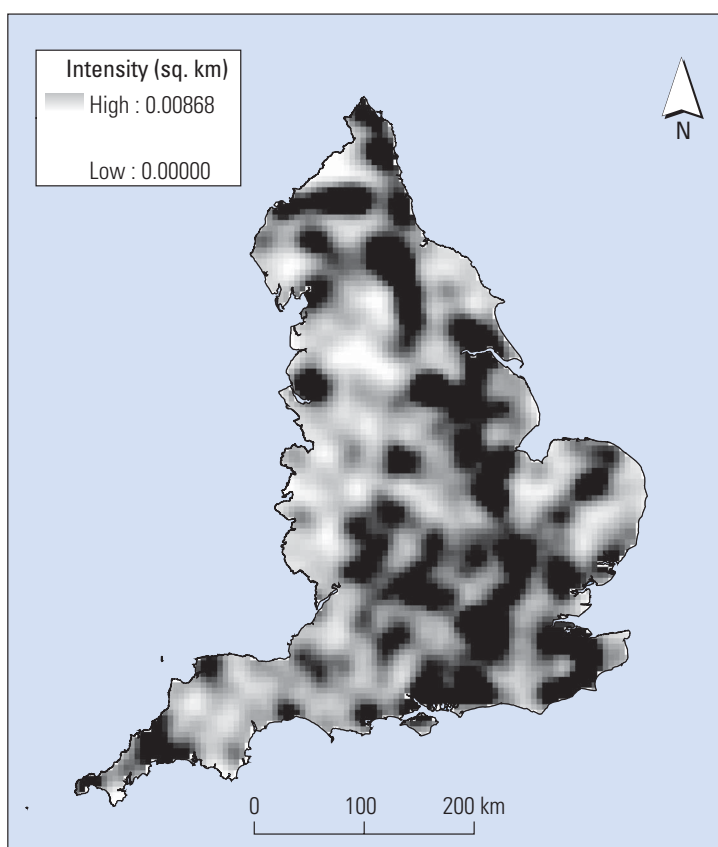 Intensity (sq. km)
High : 0.00868
Low : 0.00000
N
0 100 200 km